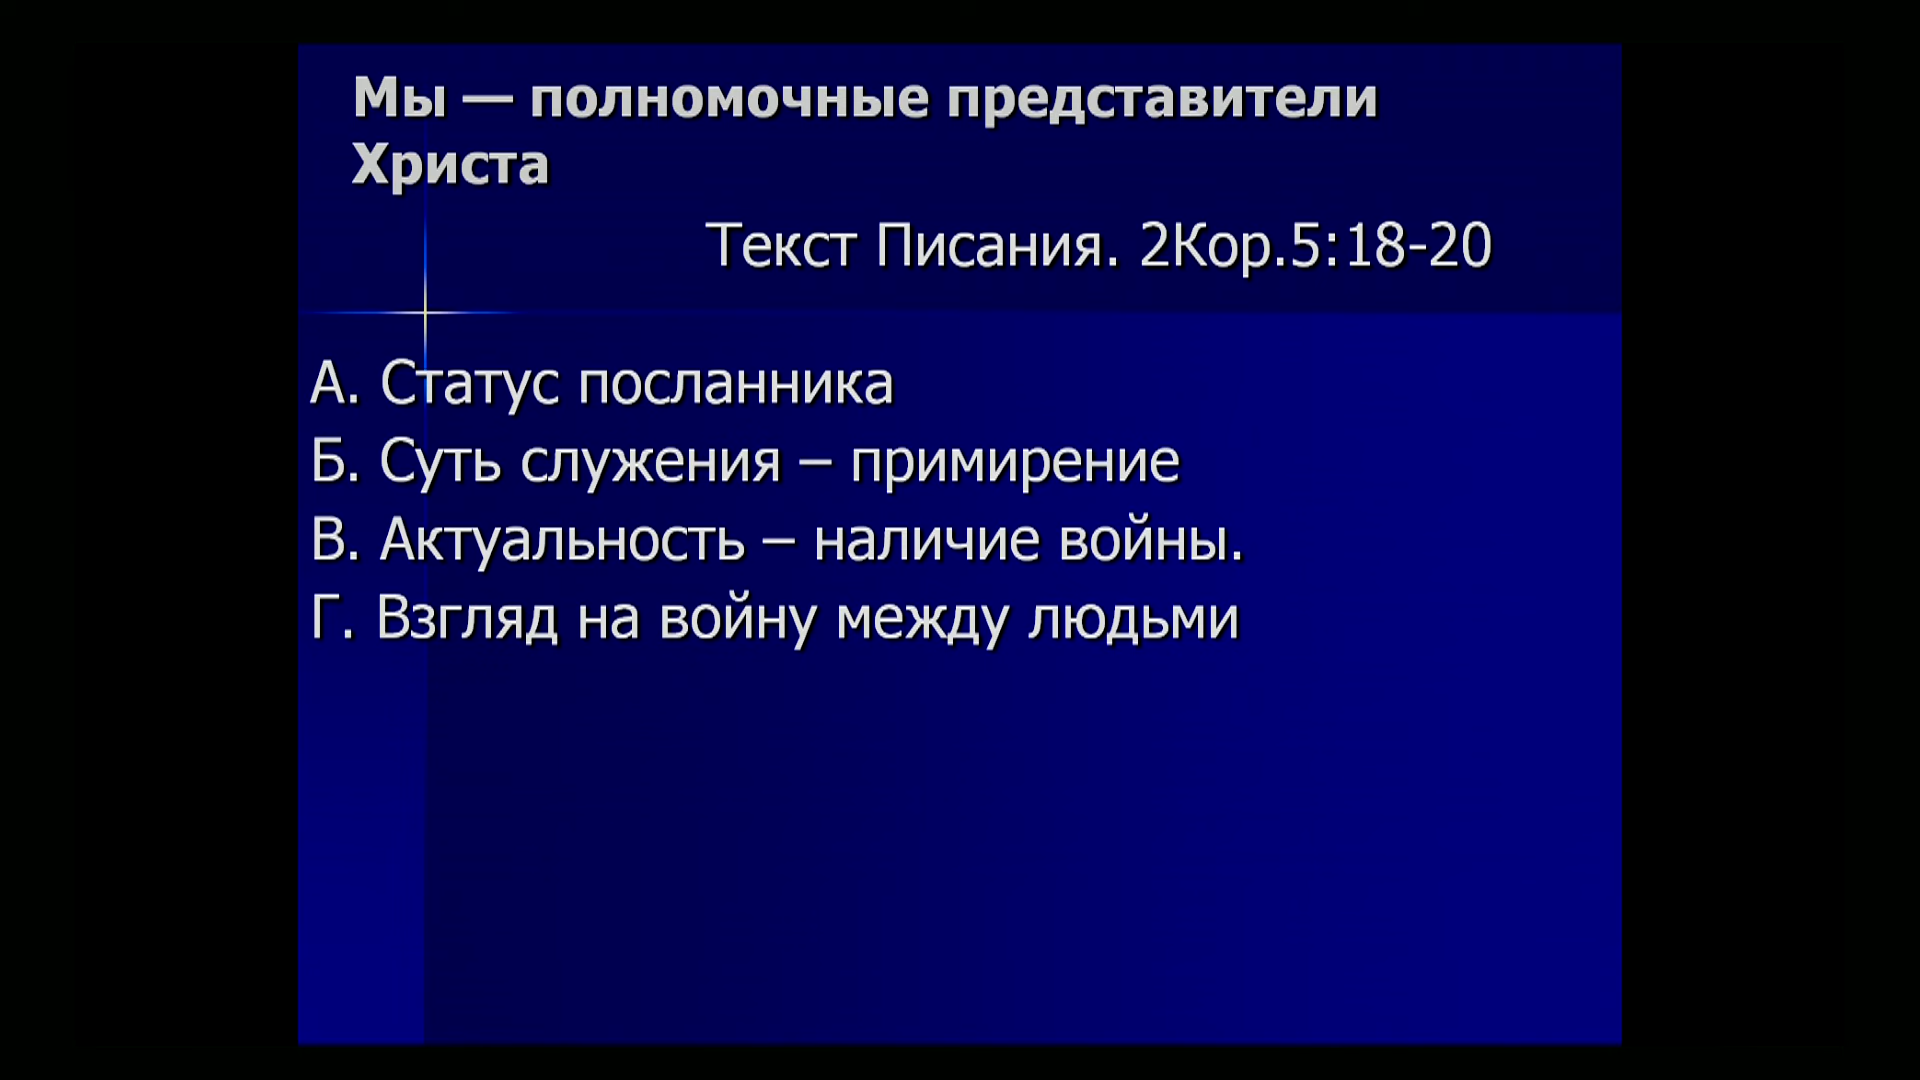 Мы — полномочные представители
Христа
Текст Писания. 2Кор.5:18-20
А. Статус посланника
Б. Суть служения – примирение
В. Актуальность – наличие войны.
Г. Взгляд на войну между людьми